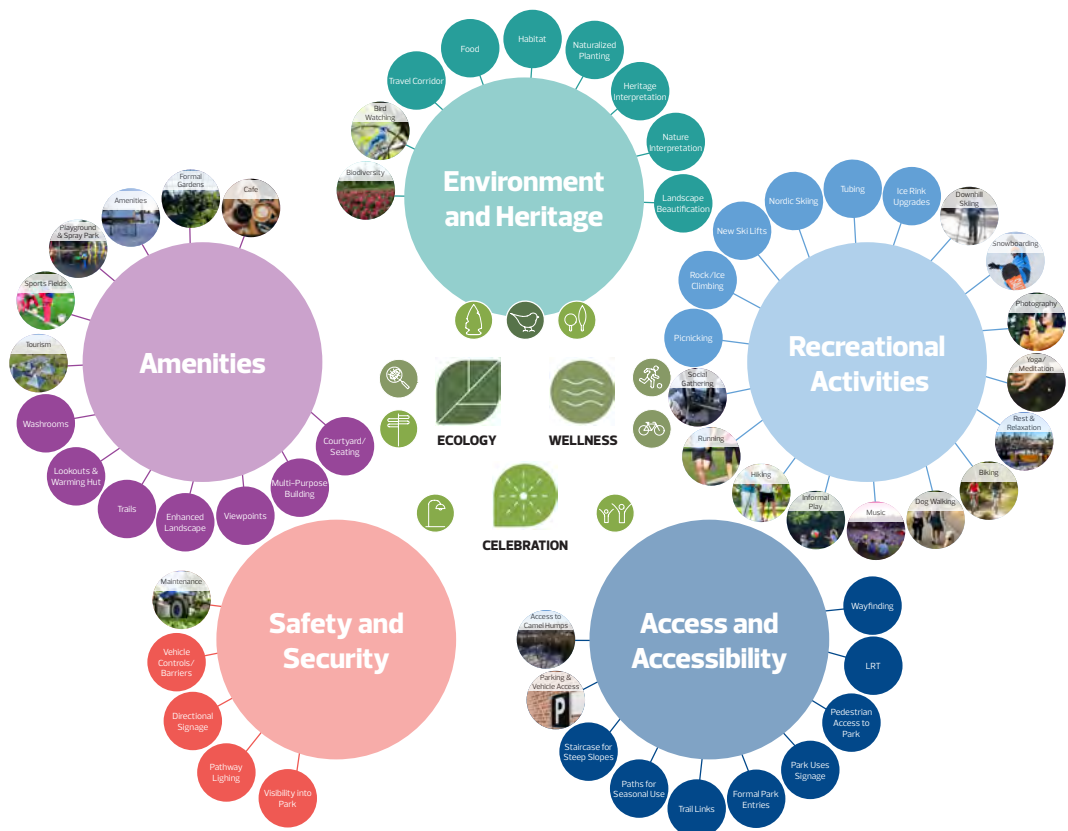 Habitat
Food
Naturalized
Planting
Travel Corridor
Heritage
Interpretation
Bird
Watching
Nature
Interpretation
Biodiversity
Landscape
Beautification
Environment
and Heritage
Formal
Gardens
Cafe
Amenities
Playground
& Spray Park
Sports Fields
Tourism
Washrooms
Lookouts &
Warming Hut
Trails
Enhanced
Landscape
Viewpoints
Multi-Purpose
Building
Courtyard/
Seating
Amenities
Tubing
Ice Rink
Upgrades
Nordic Skiing
Downhill
Skiing
New Ski Lifts
Snowboarding
Rock/Ice
Climbing
Photography
Picnicking
Yoga/
Meditation
Social
Gathering
Rest &
Relaxation
Running
Biking
Hiking
Dog Walking
Informal
Play
Music
Recreational
Activities
ECOLOGY
WELLNESS
CELEBRATION
Maintenance
Vehicle
Controls/
Barriers
Directional
Signage
Pathway
Lighing
Visibility into
Park
Safety and
Security
Access to
Camel Humps
Parking &
Vehicle Access
P
Staircase for
Steep Slopes
Paths for
Seasonal Use
Trail Links
Formal Park
Entries
Park Uses
Signage
Pedestrian
Access to
Park
LRT
Wayfinding
Access and
Accessibility